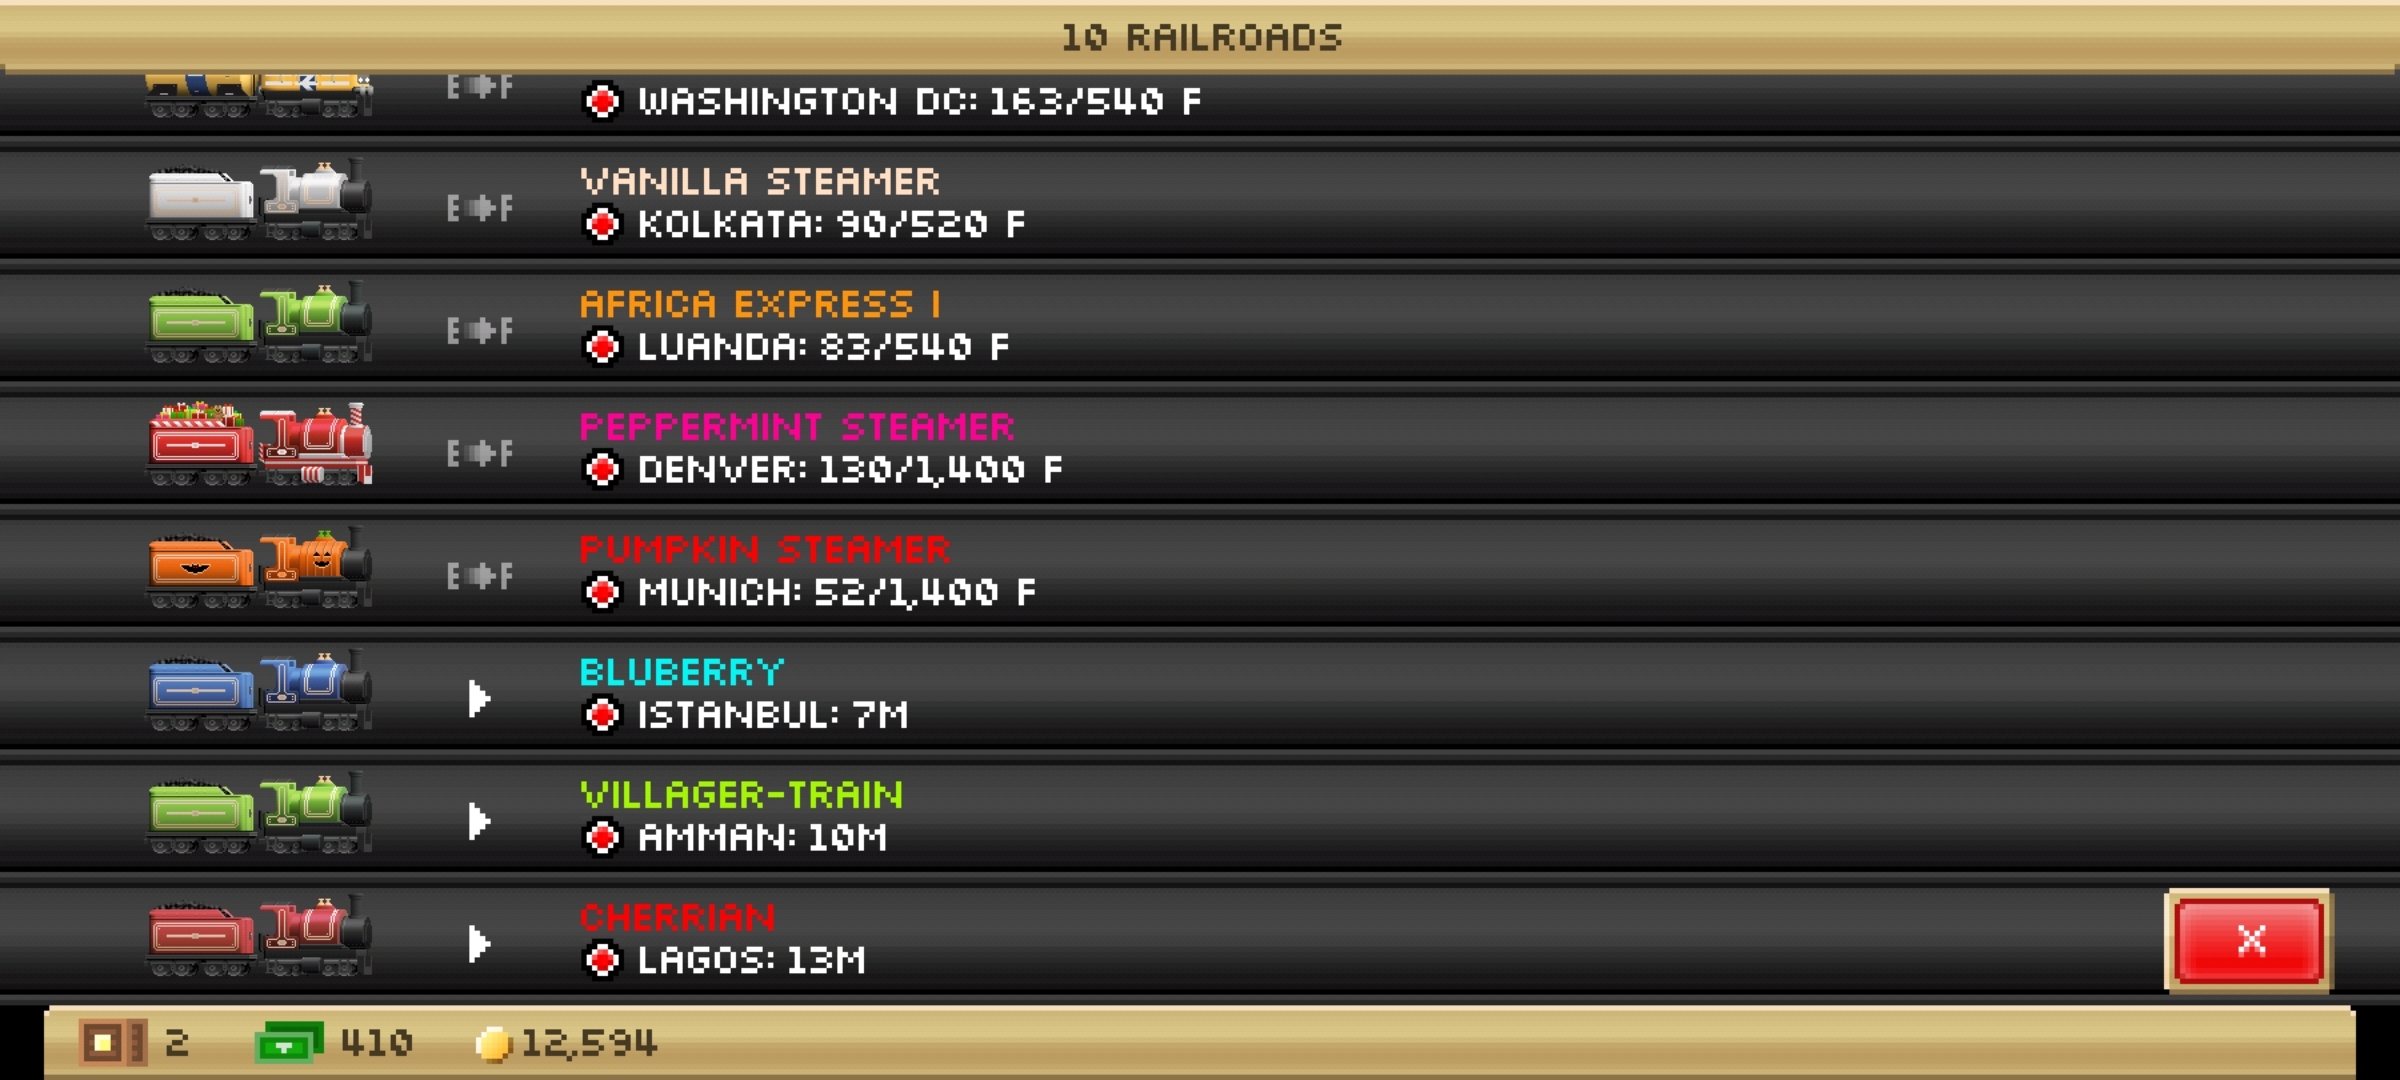 10 RAILROADS
E F
WASHINGTON DC: 163/540 F
VANILLA STEAMER
E F
KOLKATA: 90/520 F
AFRICA EXPRESS I
E F
LUANDA: 83/540 F
PEPPERMINT STEAMER
E F
DENVER: 130/1,400 F
PUMPKIN STEAMER
E F
MUNICH: 52/1,400 F
BLUBERRY
ISTANBUL: 7M
VILLAGER-TRAIN
AMMAN: 10M
CHERRIAN
LAGOS: 13M
X
2 410 12,594